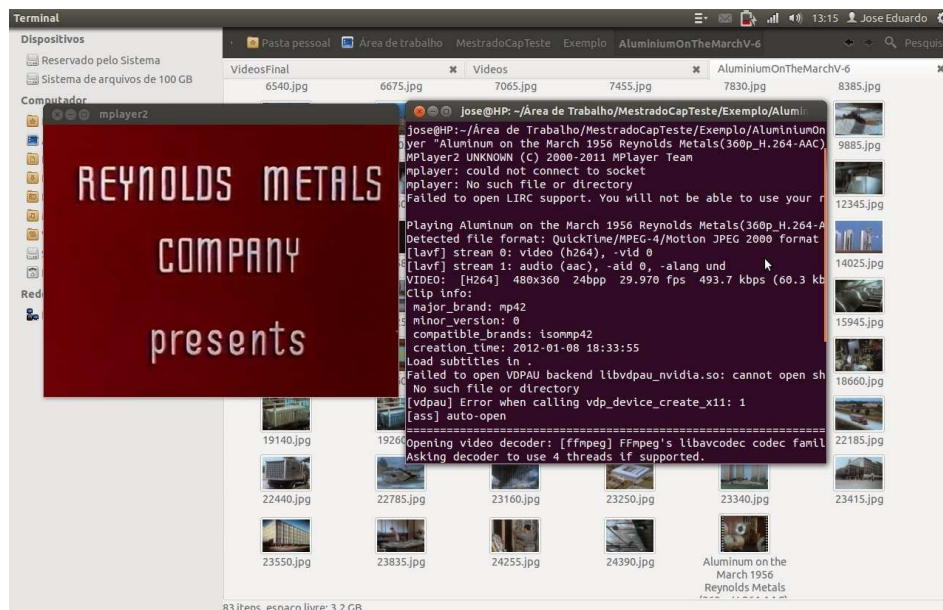 Terminal
13:15 Jose Eduardo
Dispositivos
Reservado pelo Sistema
Sistema de arquivos de 100 GB
Computador
Pasta pessoal Área de trabalho MestradoCapTeste Exemplo AluminiumOnTheMarchV-6
VideosFinal Videos AluminiumOnTheMarchV-6
6540.jpg 6675.jpg 7065.jpg 7455.jpg 7830.jpg 8385.jpg
mplayer2
REYNOLDS METALS
COMPANY
presents
jose@HP: ~/Área de Trabalho/MestradoCapTeste/Exemplo/Alumin
jose@HP:~/Área de Trabalho/MestradoCapTeste/Exemplo/AluminiumOn
yer "Aluminum on the March 1956 Reynolds Metals(360p_H.264-AAC)
MPlayer2 UNKNOWN (C) 2000-2011 MPlayer Team
mplayer: could not connect to socket
mplayer: No such file or directory
Failed to open LIRC support. You will not be able to use your r
Playing Aluminum on the March 1956 Reynolds Metals(360p_H.264-A
Detected file format: QuickTime/MPEG-4/Motion JPEG 2000 format
[lavf] stream 0: video (h264), -vid 0
[lavf] stream 1: audio (aac), -aid 0, -alang und
VIDEO: [H264] 480x360 24bpp 29.970 fps 493.7 kbps (60.3 kb
Clip info:
major_brand: mp42
minor_version: 0
compatible_brands: isommp42
creation_time: 2012-01-08 18:33:55
Load subtitles in .
Failed to open VDPAU backend libvdpau_nvidia.so: cannot open sh
No such file or directory
[vdpau] Error when calling vdp_device_create_x11: 1
[ass] auto-open
Opening video decoder: [ffmpeg] FFmpeg's libavcodec codec famil
Asking decoder to use 4 threads if supported.
9885.jpg
12345.jpg
14025.jpg
15945.jpg
18660.jpg
19140.jpg 22185.jpg
22440.jpg 22785.jpg 23160.jpg 23250.jpg 23340.jpg 23415.jpg
23550.jpg 23835.jpg 24255.jpg 24390.jpg Aluminum on the
March 1956
Reynolds Metals
83 itens, espaço livre: 3,2 GB